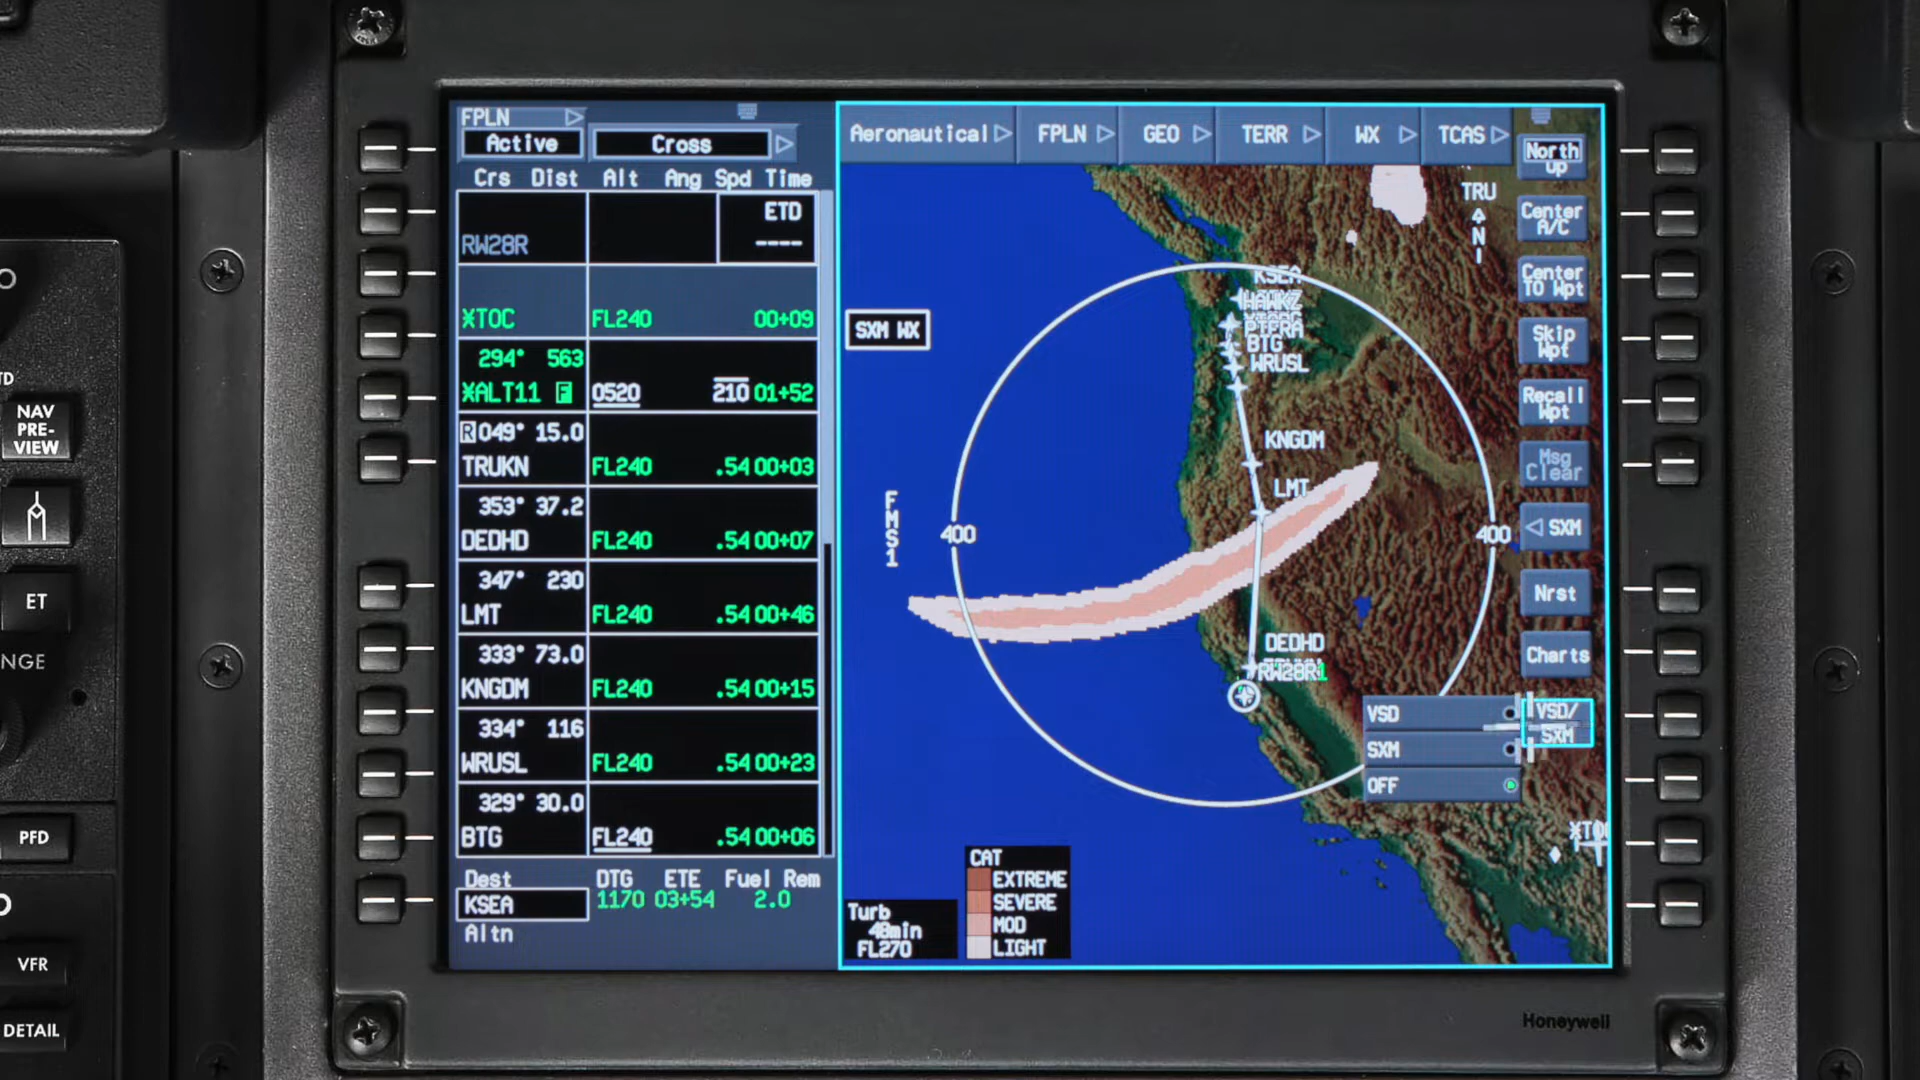 FPLN
Active
Cross
Crs Dist Alt Ang Spd Time
ETD
RW28R ----
*TOC FL240 00+09
294° 563
*ALT11 F 0520 210 01+52
R 049° 15.0
TRUKN FL240 .54 00+03
353° 37.2
DEDHD FL240 .54 00+07
347° 230
LMT FL240 .54 00+46
333° 73.0
KNGDM FL240 .54 00+15
334° 116
WRUSL FL240 .54 00+23
329° 30.0
BTG FL240 .54 00+06
Dest DTG ETE Fuel Rem
KSEA 1170 03+54 2.0
Altn
Aeronautical FPLN GEO TERR WX TCAS
TRU
N
SXM WX
FMS1
400
400
KSEA
HAWKZ
BTG
WRUSL
KNGDM
LMT
DEDHD
RW28R
Turb
48min
FL270
CAT
EXTREME
SEVERE
MOD
LIGHT
North
Up
Center
A/C
Center
TO Wpt
Skip
Wpt
Recall
Wpt
Msg
Clear
SXM
Nrst
Charts
VSD/
SXM
VSD
SXM
OFF
Honeywell
NAV
PRE-
VIEW
ET
NGE
PFD
VFR
DETAIL